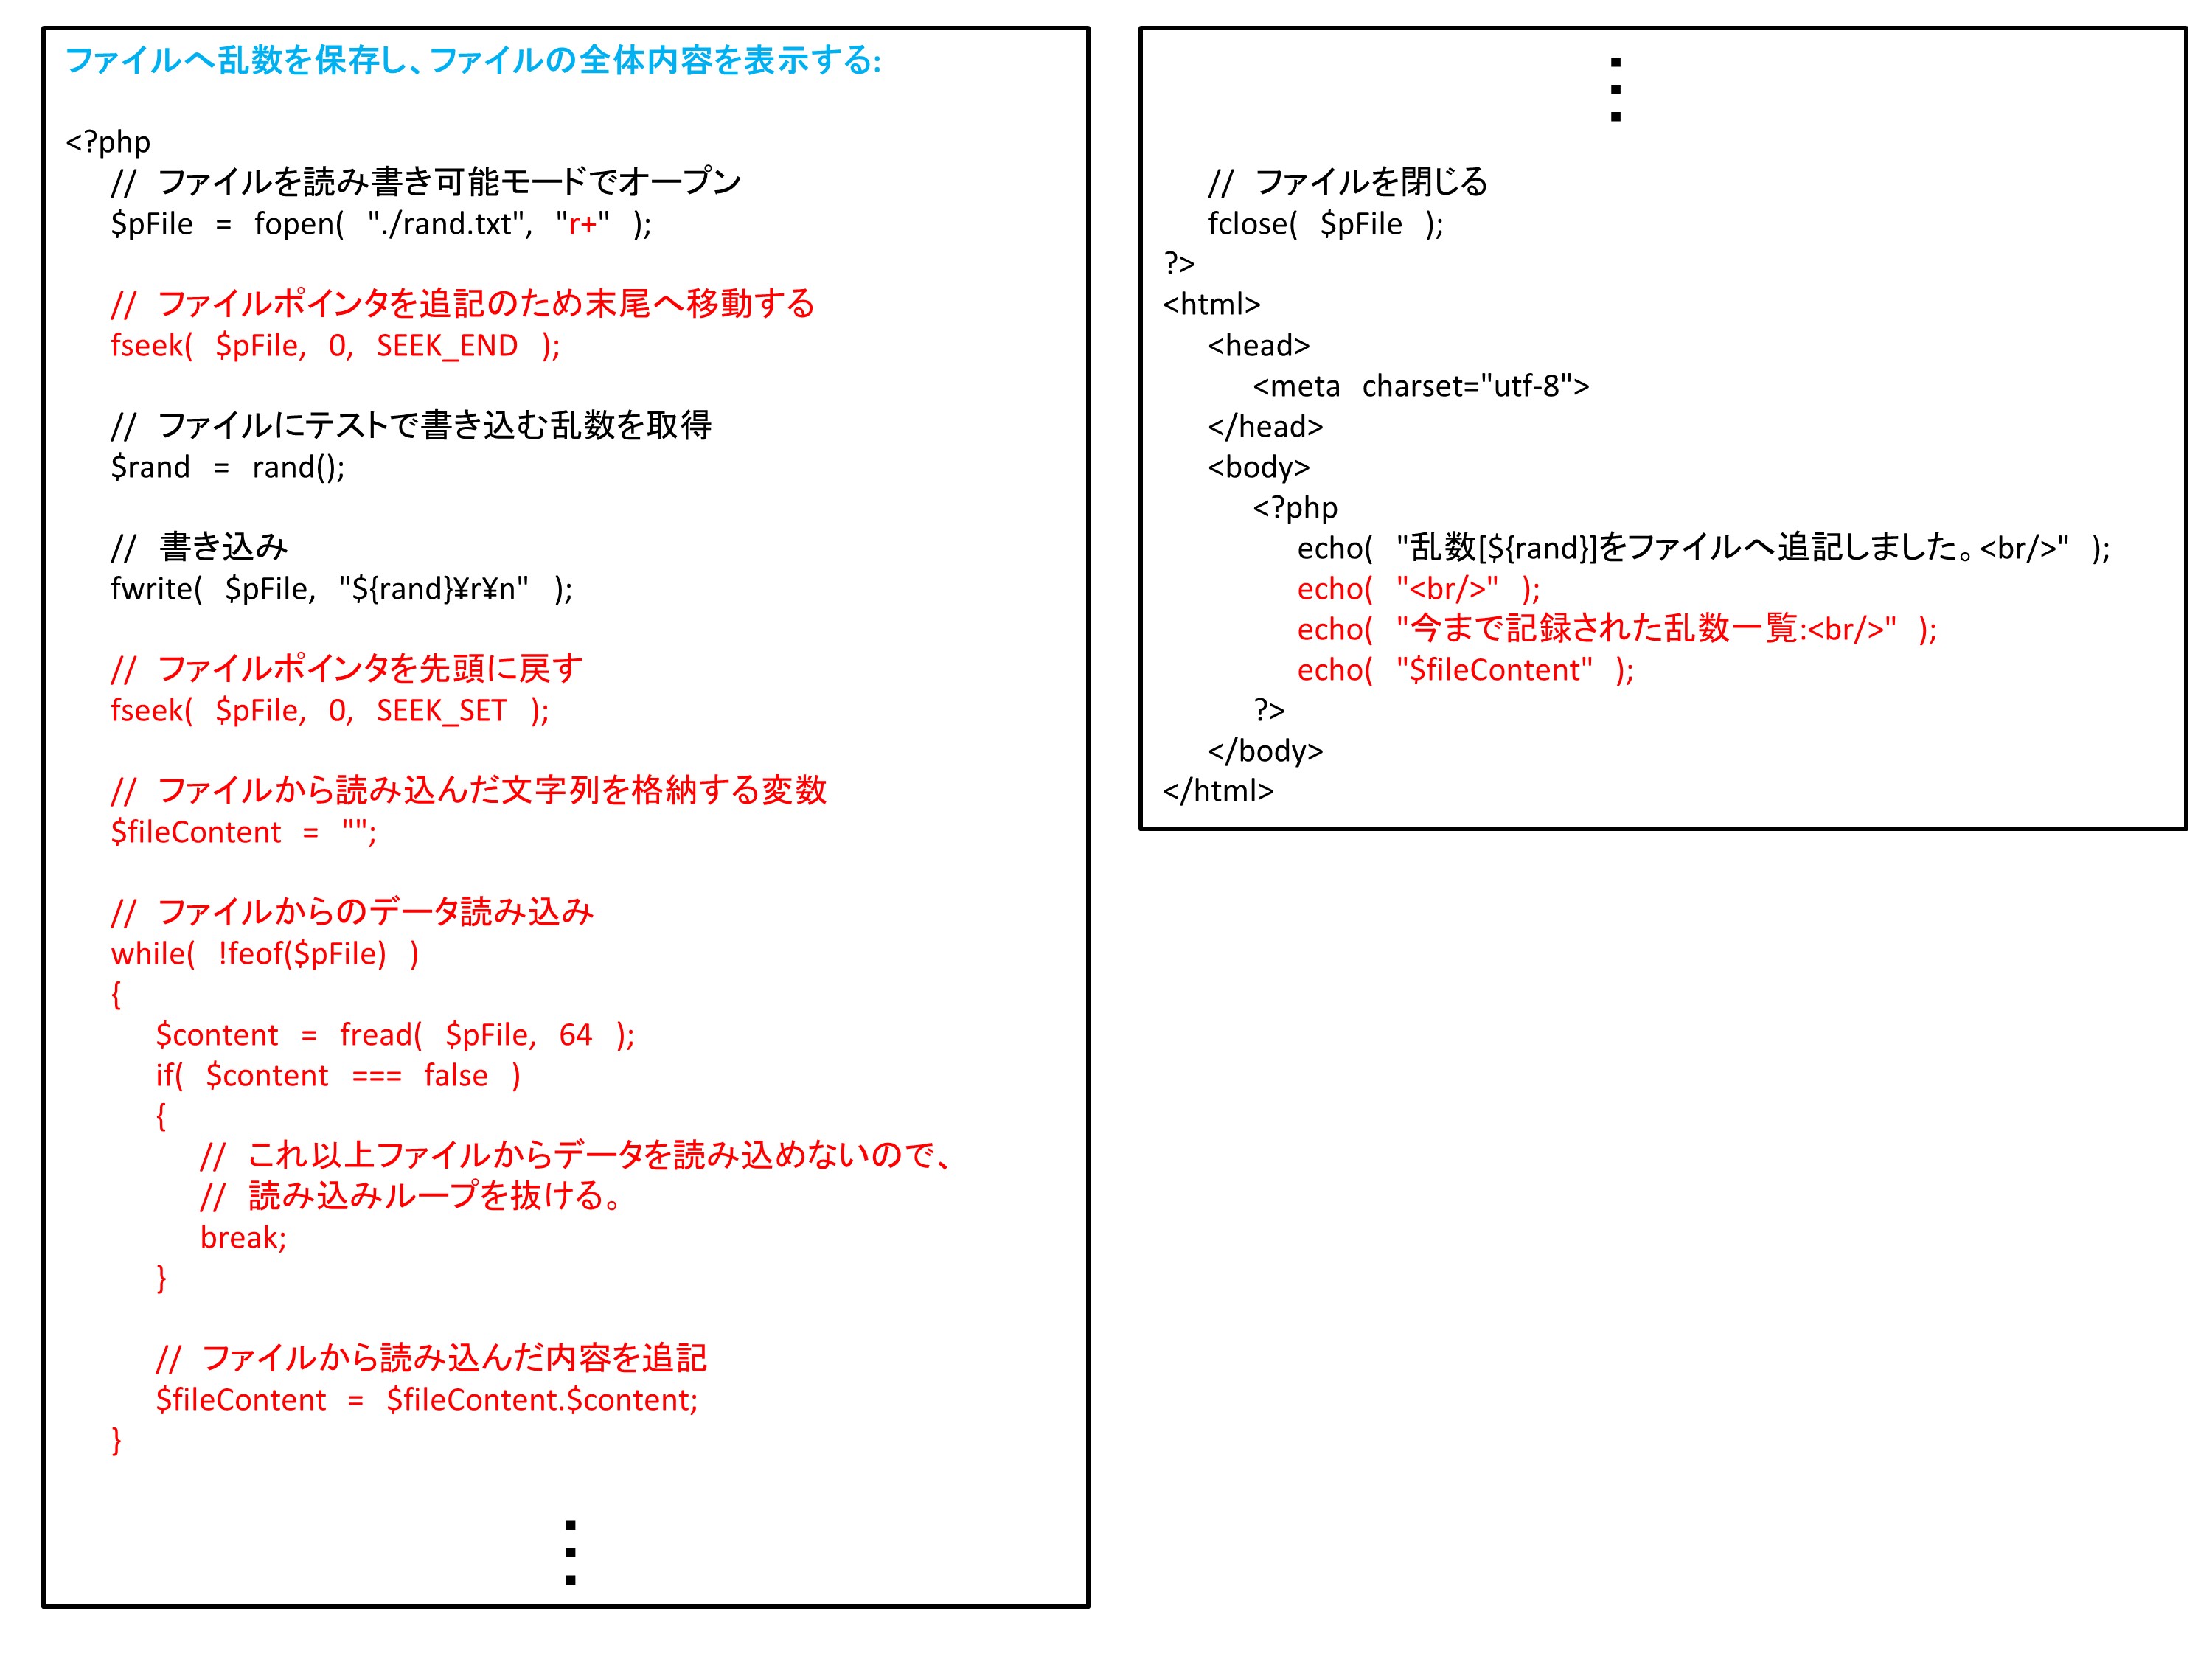 ファイルへ乱数を保存し、ファイルの全体内容を表示する:
<?php
// ファイルを読み書き可能モードでオープン
$pFile = fopen( "./rand.txt", "r+" );
// ファイルポインタを追記のため末尾へ移動する
fseek( $pFile, 0, SEEK_END );
// ファイルにテストで書き込む乱数を取得
$rand = rand();
// 書き込み
fwrite( $pFile, "${rand}¥r¥n" );
// ファイルポインタを先頭に戻す
fseek( $pFile, 0, SEEK_SET );
// ファイルから読み込んだ文字列を格納する変数
$fileContent = "";
// ファイルからのデータ読み込み
while( !feof($pFile) )
{
$content = fread( $pFile, 64 );
if( $content === false )
{
// これ以上ファイルからデータを読み込めないので、
// 読み込みループを抜ける。
break;
}
// ファイルから読み込んだ内容を追記
$fileContent = $fileContent.$content;
}
// ファイルを閉じる
fclose( $pFile );
?>
<html>
<head>
<meta charset="utf-8">
</head>
<body>
<?php
echo( "乱数[${rand}]をファイルへ追記しました。<br/>" );
echo( "<br/>" );
echo( "今まで記録された乱数一覧:<br/>" );
echo( "$fileContent" );
?>
</body>
</html>